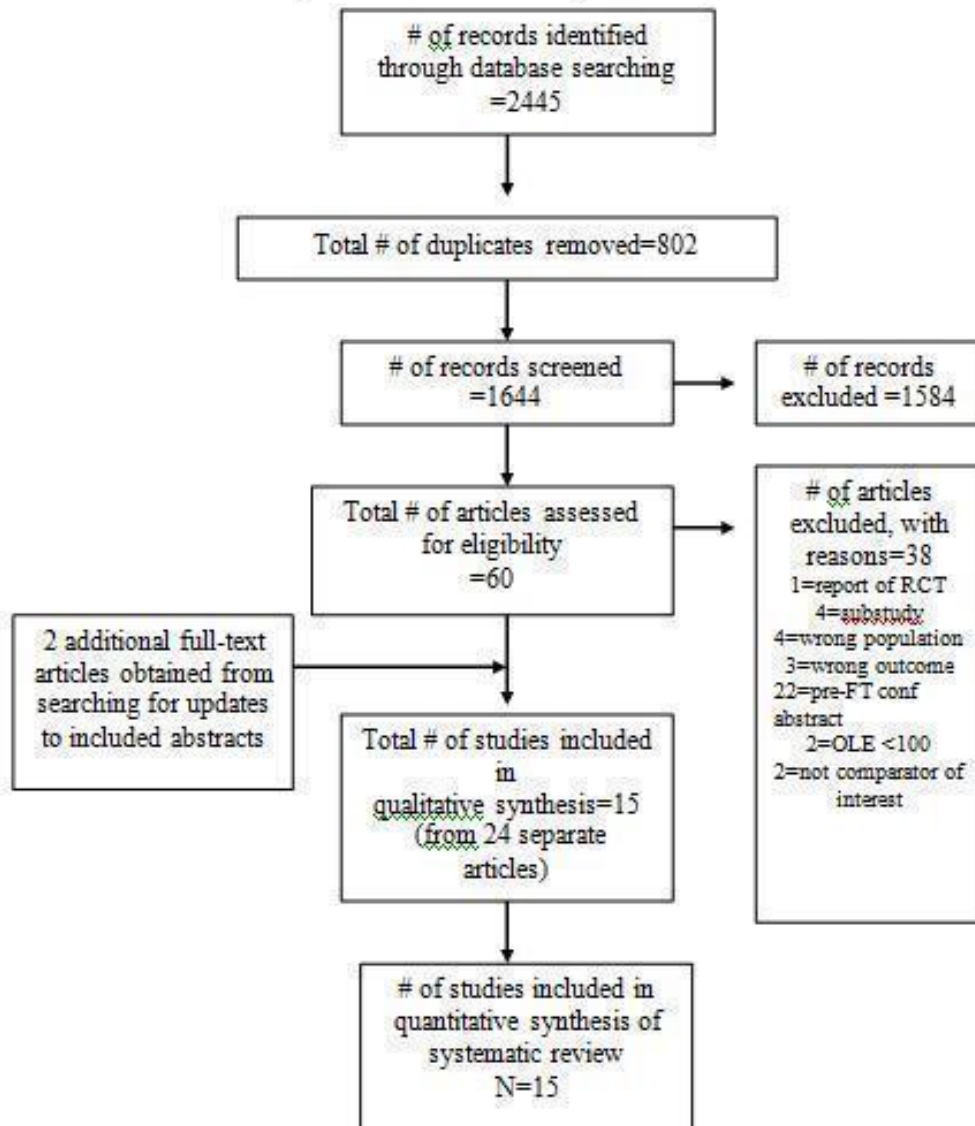 # of records identified
through database searching
=2445
Total # of duplicates removed=802
# of records screened
=1644
# of records
excluded =1584
Total # of articles assessed
for eligibility
=60
# of articles
excluded, with
reasons=38
1=report of RCT
4=substudy
4=wrong population
3=wrong outcome
22=pre-FT conf
abstract
2=OLE <100
2=not comparator of
interest
2 additional full-text
articles obtained from
searching for updates
to included abstracts
Total # of studies included
in
qualitative synthesis=15
(from 24 separate
articles)
# of studies included in
quantitative synthesis of
systematic review
N=15